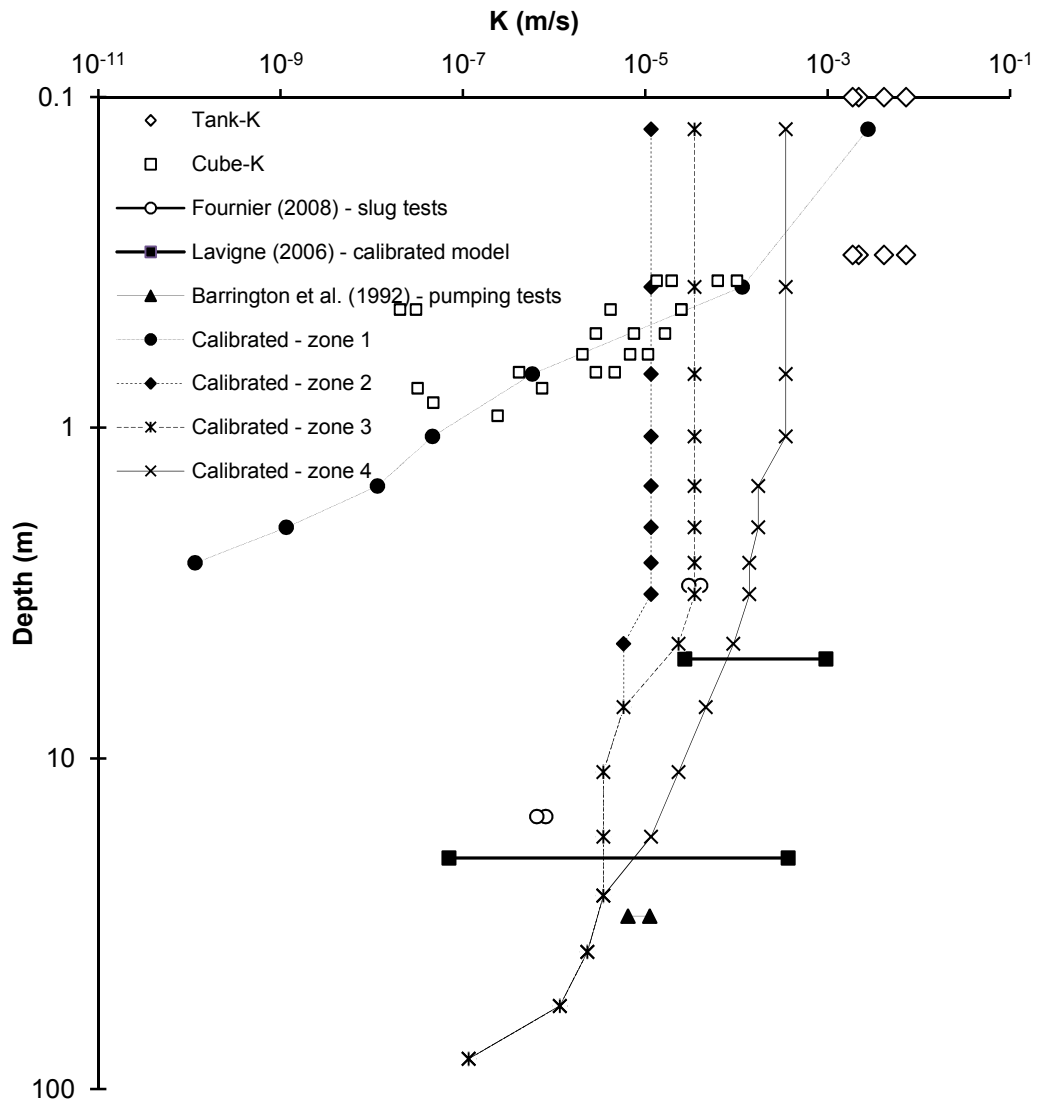 K (m/s)
10⁻¹¹ 10⁻⁹ 10⁻⁷ 10⁻⁵ 10⁻³ 10⁻¹
0.1
Tank-K
Cube-K
Fournier (2008) - slug tests
Lavigne (2006) - calibrated model
Barrington et al. (1992) - pumping tests
Calibrated - zone 1
Calibrated - zone 2
Calibrated - zone 3
Calibrated - zone 4
1
10
100
Depth (m)